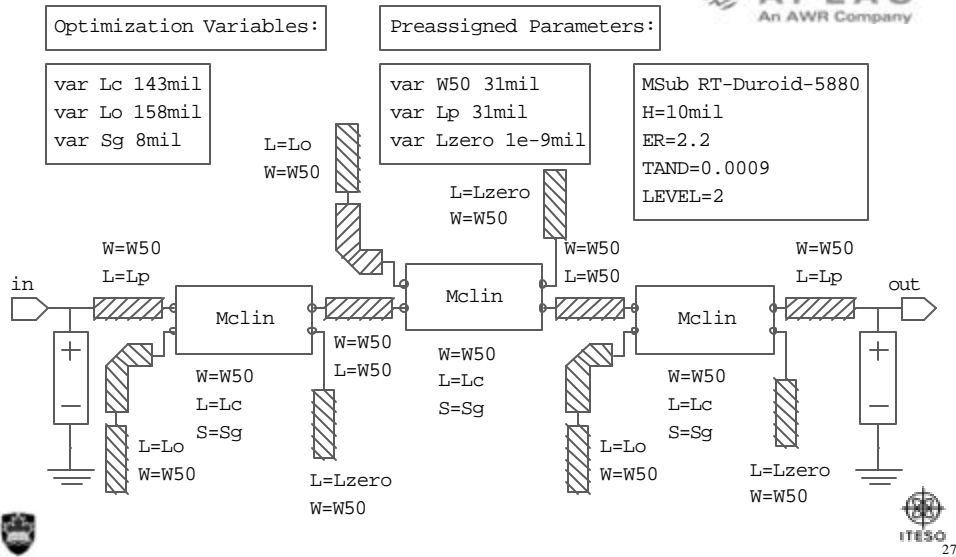 Optimization Variables:
Preassigned Parameters:
An AWR Company
var Lc 143mil
var Lo 158mil
var Sg 8mil
var W50 31mil
var Lp 31mil
var Lzero 1e-9mil
MSub RT-Duroid-5880
H=10mil
ER=2.2
TAND=0.0009
LEVEL=2
L=Lo
W=W50
L=Lzero
W=W50
W=W50
L=Lp
W=W50
L=W50
W=W50
L=Lp
in
out
Mclin
Mclin
Mclin
W=W50
L=W50
W=W50
L=Lc
S=Sg
W=W50
L=Lc
S=Sg
W=W50
L=Lc
S=Sg
L=Lo
W=W50
L=Lzero
W=W50
L=Lo
W=W50
L=Lzero
W=W50
ITESO
27